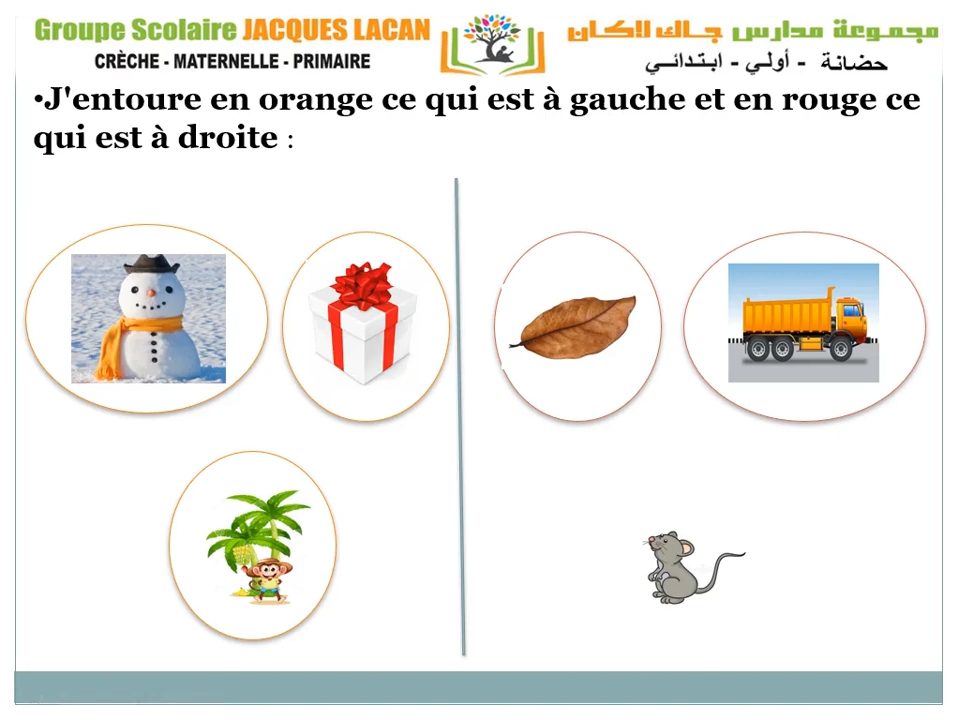 Groupe Scolaire JACQUES LACAN
CRÈCHE - MATERNELLE - PRIMAIRE
مجموعة مدارس جاك لاكان
حضانة - أولي - ابتدائي
•J'entoure en orange ce qui est à gauche et en rouge ce
qui est à droite :